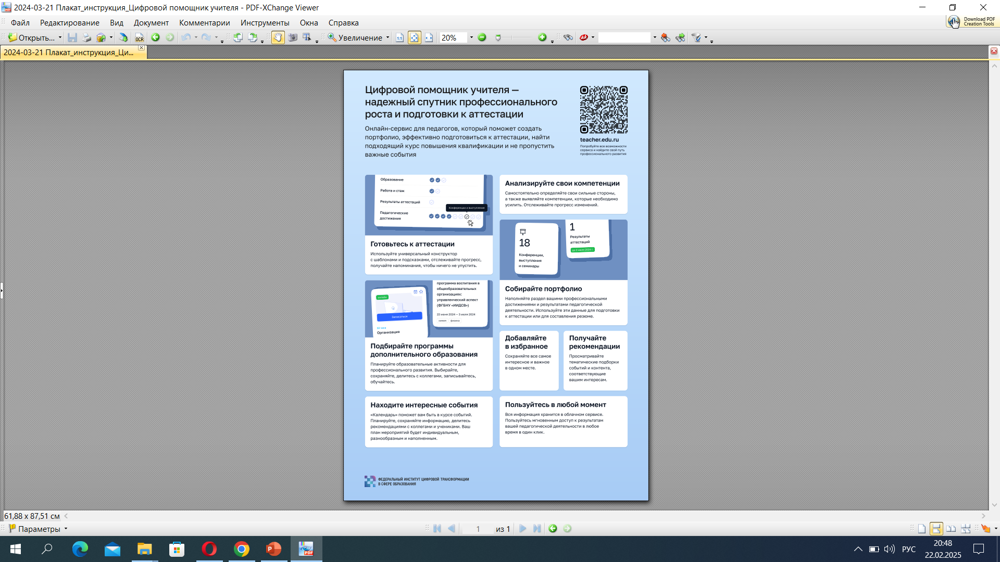 2024-03-21 Плакат_инструкция_Цифровой помощник учителя - PDF-XChange Viewer
Файл Редактирование Вид Документ Комментарии Инструменты Окна Справка
Download PDF
Creation Tools
Открыть... OCR Увеличение 1:1 20% Ask
2024-03-21 Плакат_инструкция_Ци...
Цифровой помощник учителя —
надежный спутник профессионального
роста и подготовки к аттестации
Онлайн-сервис для педагогов, который поможет создать
портфолио, эффективно подготовиться к аттестации, найти
подходящий курс повышения квалификации и не пропустить
важные события
teacher.edu.ru
Попробуйте все возможности
сервиса и найдите свой путь
профессионального развития
Образование
Работа и стаж
Результаты аттестаций
Конференции и выступления
Педагогические
достижения
Готовьтесь к аттестации
Используйте универсальный конструктор
с шаблонами и подсказками, отслеживайте прогресс,
получайте напоминания, чтобы ничего не упустить.
Анализируйте свои компетенции
Самостоятельно определяйте свои сильные стороны,
а также выявляйте компетенции, которые необходимо
усилить. Отслеживайте прогресс изменений.
18
Конференции,
выступления
и семинары
1
Результаты
аттестаций
до 3 июля 2024 г.
Собирайте портфолио
Наполняйте раздел вашими профессиональными
достижениями и результатами педагогической
деятельности. Используйте эти данные для подготовки
к аттестации или для составления резюме.
онлайн
Записаться
Организация
программа воспитания в
общеобразовательных
организациях:
управленческий аспект
(ФГБНУ «ИИДСВ»)
22 июня 2024 — 3 июля 2024
химия физика
Подбирайте программы
дополнительного образования
Планируйте образовательные активности для
профессионального развития. Выбирайте,
сохраняйте, делитесь с коллегами, записывайтесь,
обучайтесь.
Добавляйте
в избранное
Сохраняйте все самое
интересное и важное
в одном месте.
Получайте
рекомендации
Просматривайте
тематические подборки
событий и контента,
соответствующие
вашим интересам.
Находите интересные события
«Календарь» поможет вам быть в курсе событий.
Планируйте, сохраняйте информацию, делитесь
рекомендациями с коллегами и учениками. Ваш
план мероприятий будет индивидуальным,
разнообразным и наполненным.
Пользуйтесь в любой момент
Вся информация хранится в облачном сервисе.
Пользуйтесь мгновенным доступ к результатам
вашей педагогической деятельности в любое
время в один клик.
ФЕДЕРАЛЬНЫЙ ИНСТИТУТ ЦИФРОВОЙ ТРАНСФОРМАЦИИ
В СФЕРЕ ОБРАЗОВАНИЯ
61,88 x 87,51 см
Параметры 1 из 1
РУС
20:48
22.02.2025